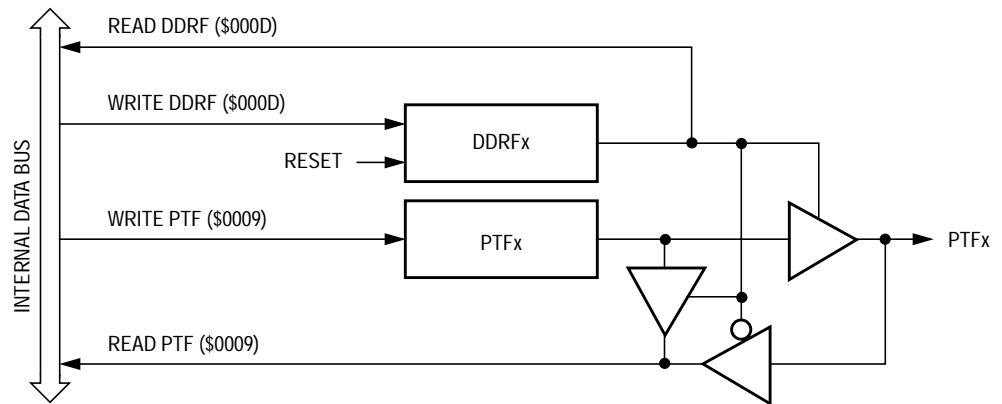 READ DDRF ($000D)
WRITE DDRF ($000D)
DDRFx
RESET
WRITE PTF ($0009)
PTFx
PTFx
READ PTF ($0009)
INTERNAL DATA BUS